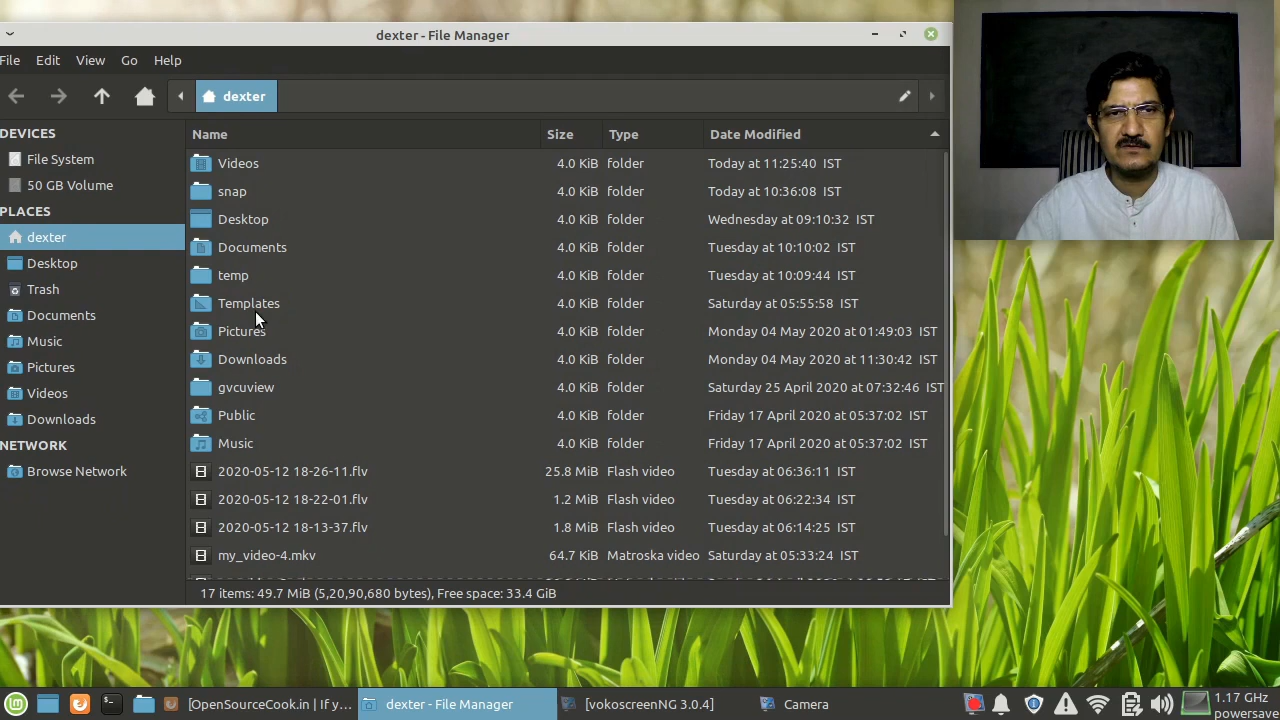 dexter - File Manager
File Edit View Go Help
dexter
DEVICES
File System
50 GB Volume
PLACES
dexter
Desktop
Trash
Documents
Music
Pictures
Videos
Downloads
NETWORK
Browse Network
Name Size Type Date Modified
Videos 4.0 KiB folder Today at 11:25:40 IST
snap 4.0 KiB folder Today at 10:36:08 IST
Desktop 4.0 KiB folder Wednesday at 09:10:32 IST
Documents 4.0 KiB folder Tuesday at 10:10:02 IST
temp 4.0 KiB folder Tuesday at 10:09:44 IST
Templates 4.0 KiB folder Saturday at 05:55:58 IST
Pictures 4.0 KiB folder Monday 04 May 2020 at 01:49:03 IST
Downloads 4.0 KiB folder Monday 04 May 2020 at 11:30:42 IST
gvcuview 4.0 KiB folder Saturday 25 April 2020 at 07:32:46 IST
Public 4.0 KiB folder Friday 17 April 2020 at 05:37:02 IST
Music 4.0 KiB folder Friday 17 April 2020 at 05:37:02 IST
2020-05-12 18-26-11.flv 25.8 MiB Flash video Tuesday at 06:36:11 IST
2020-05-12 18-22-01.flv 1.2 MiB Flash video Tuesday at 06:22:34 IST
2020-05-12 18-13-37.flv 1.8 MiB Flash video Tuesday at 06:14:25 IST
my_video-4.mkv 64.7 KiB Matroska video Saturday at 05:33:24 IST
17 items: 49.7 MiB (5,20,90,680 bytes), Free space: 33.4 GiB
[OpenSourceCook.in | If y... dexter - File Manager [vokoscreenNG 3.0.4] Camera 1.17 GHz
powersave